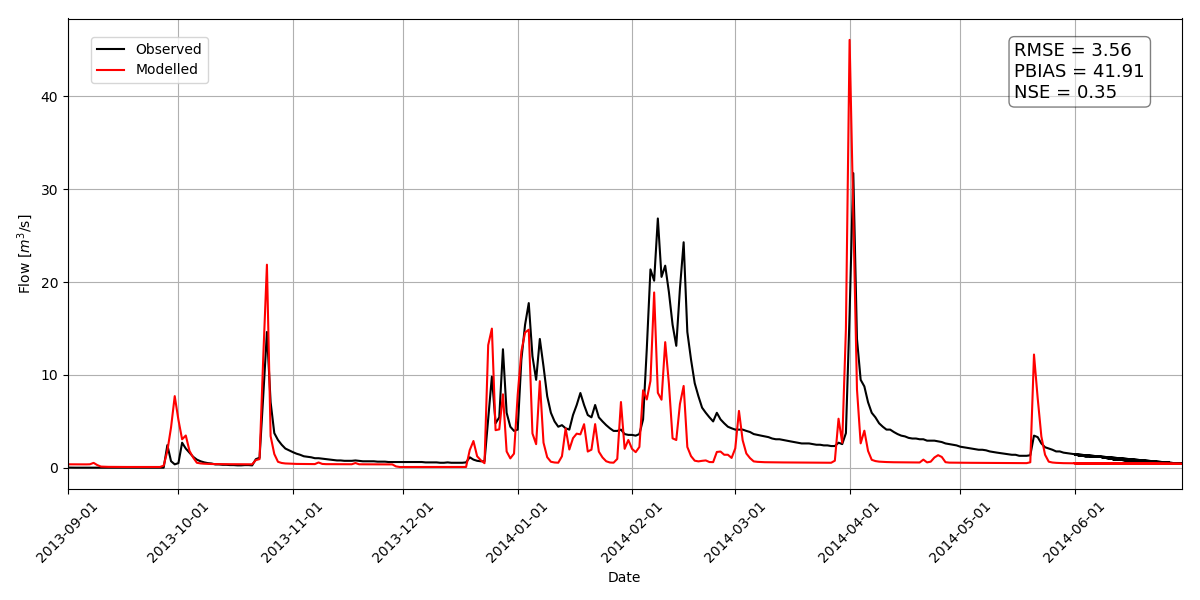 Observed
Modelled
RMSE = 3.56
PBIAS = 41.91
NSE = 0.35
Flow [$m^3$/s]
40
30
20
10
0
2013-09-01
2013-10-01
2013-11-01
2013-12-01
2014-01-01
2014-02-01
2014-03-01
2014-04-01
2014-05-01
2014-06-01
Date